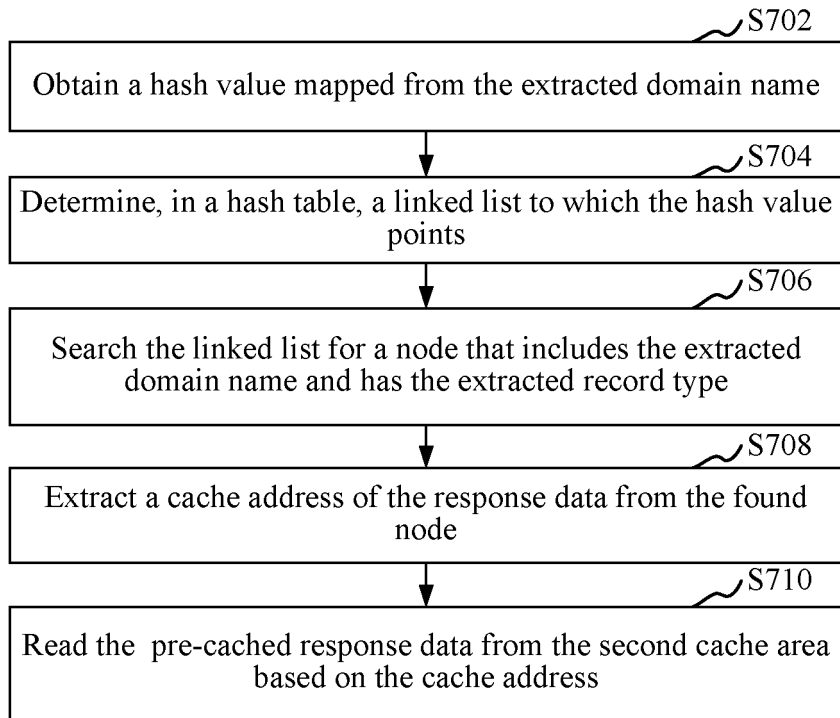 S702
Obtain a hash value mapped from the extracted domain name
S704
Determine, in a hash table, a linked list to which the hash value
points
S706
Search the linked list for a node that includes the extracted
domain name and has the extracted record type
S708
Extract a cache address of the response data from the found
node
S710
Read the pre-cached response data from the second cache area
based on the cache address